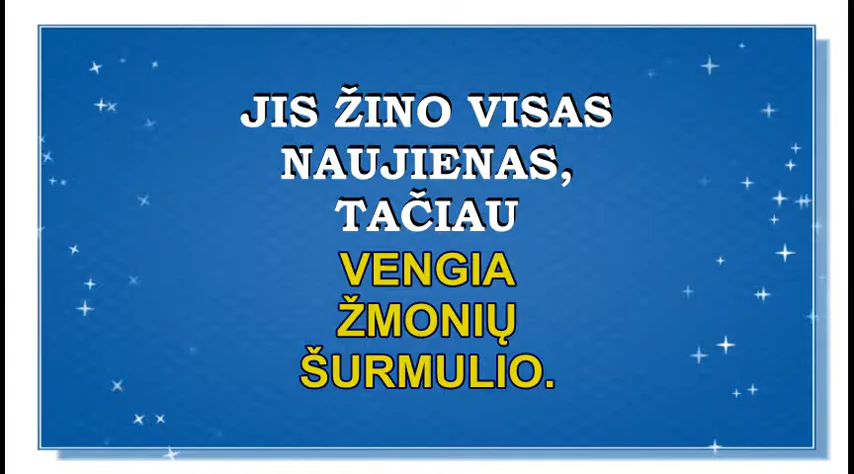 JIS ŽINO VISAS
NAUJIENAS,
TAČIAU
VENGIA
ŽMONIŲ
ŠURMULIO.